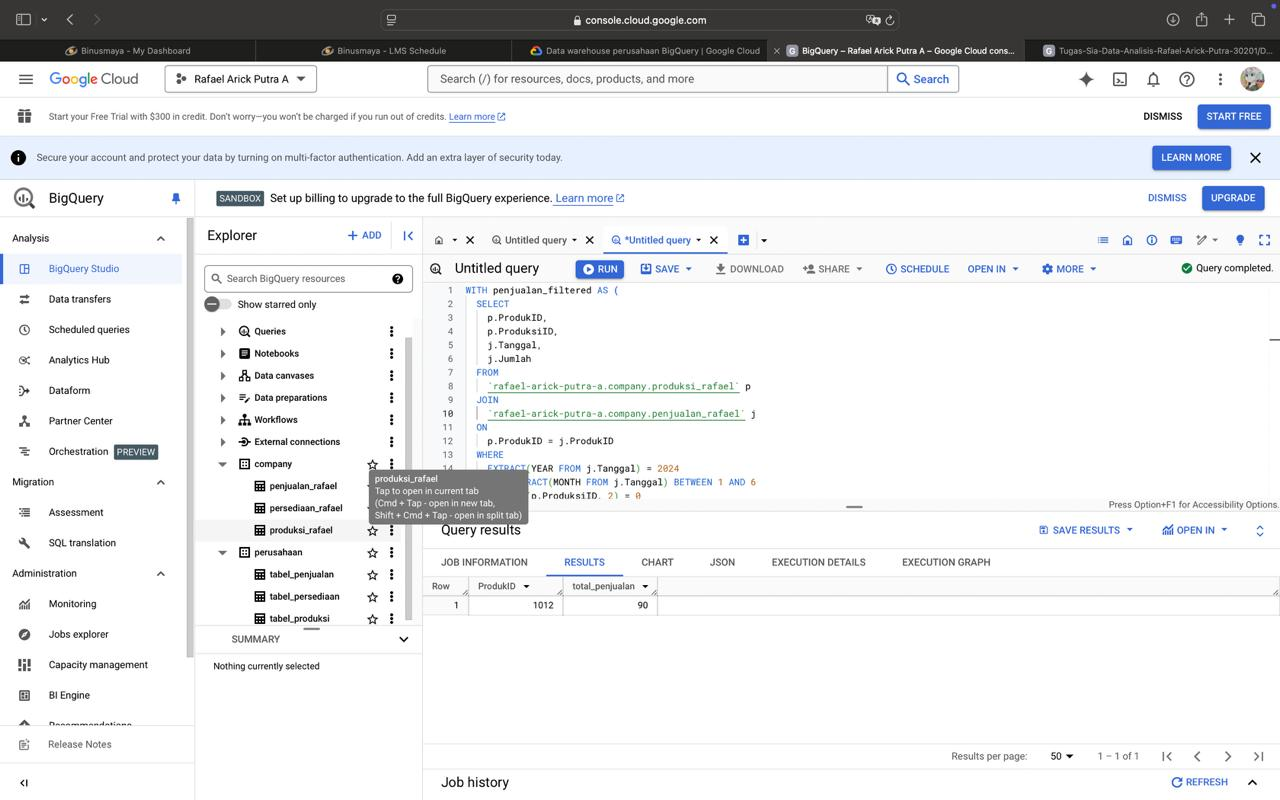 console.cloud.google.com
Binusmaya - My Dashboard
Binusmaya - LMS Schedule
Data warehouse perusahaan BigQuery | Google Cloud
BigQuery – Rafael Arick Putra A – Google Cloud cons...
Tugas-Sia-Data-Analisis-Rafael-Arick-Putra-30201/D...
Google Cloud
Rafael Arick Putra A
Search (/) for resources, docs, products, and more
Search
Start your Free Trial with $300 in credit. Don't worry—you won't be charged if you run out of credits. Learn more
DISMISS
START FREE
Secure your account and protect your data by turning on multi-factor authentication. Add an extra layer of security today.
LEARN MORE
BigQuery
SANDBOX
Set up billing to upgrade to the full BigQuery experience. Learn more
DISMISS
UPGRADE
Analysis
BigQuery Studio
Data transfers
Scheduled queries
Analytics Hub
Dataform
Partner Center
Orchestration PREVIEW
Migration
Assessment
SQL translation
Administration
Monitoring
Jobs explorer
Capacity management
BI Engine
Recommendations
Release Notes
Explorer
+ ADD
Search BigQuery resources
Show starred only
Queries
Notebooks
Data canvases
Data preparations
Workflows
External connections
company
penjualan_rafael
persediaan_rafael
produksi_rafael
perusahaan
tabel_penjualan
tabel_persediaan
tabel_produksi
produksi_rafael
Tap to open in current tab
(Cmd + Tap - open in new tab,
Shift + Cmd + Tap - open in split tab)
SUMMARY
Nothing currently selected
Untitled query
*Untitled query
Untitled query
RUN
SAVE
DOWNLOAD
SHARE
SCHEDULE
OPEN IN
MORE
Query completed.
1 WITH penjualan_filtered AS (
2 SELECT
3 p.ProdukID,
4 p.ProduksiID,
5 j.Tanggal,
6 j.Jumlah
7 FROM
8 `rafael-arick-putra-a.company.produksi_rafael` p
9 JOIN
10 `rafael-arick-putra-a.company.penjualan_rafael` j
11 ON
12 p.ProdukID = j.ProdukID
13 WHERE
14 EXTRACT(YEAR FROM j.Tanggal) = 2024
RACT(MONTH FROM j.Tanggal) BETWEEN 1 AND 6
(p.ProduksiID, 2) = 0
Press Option+F1 for Accessibility Options.
Query results
SAVE RESULTS
OPEN IN
JOB INFORMATION
RESULTS
CHART
JSON
EXECUTION DETAILS
EXECUTION GRAPH
Row ProdukID total_penjualan
1 1012 90
Results per page: 50 1 – 1 of 1
Job history
REFRESH